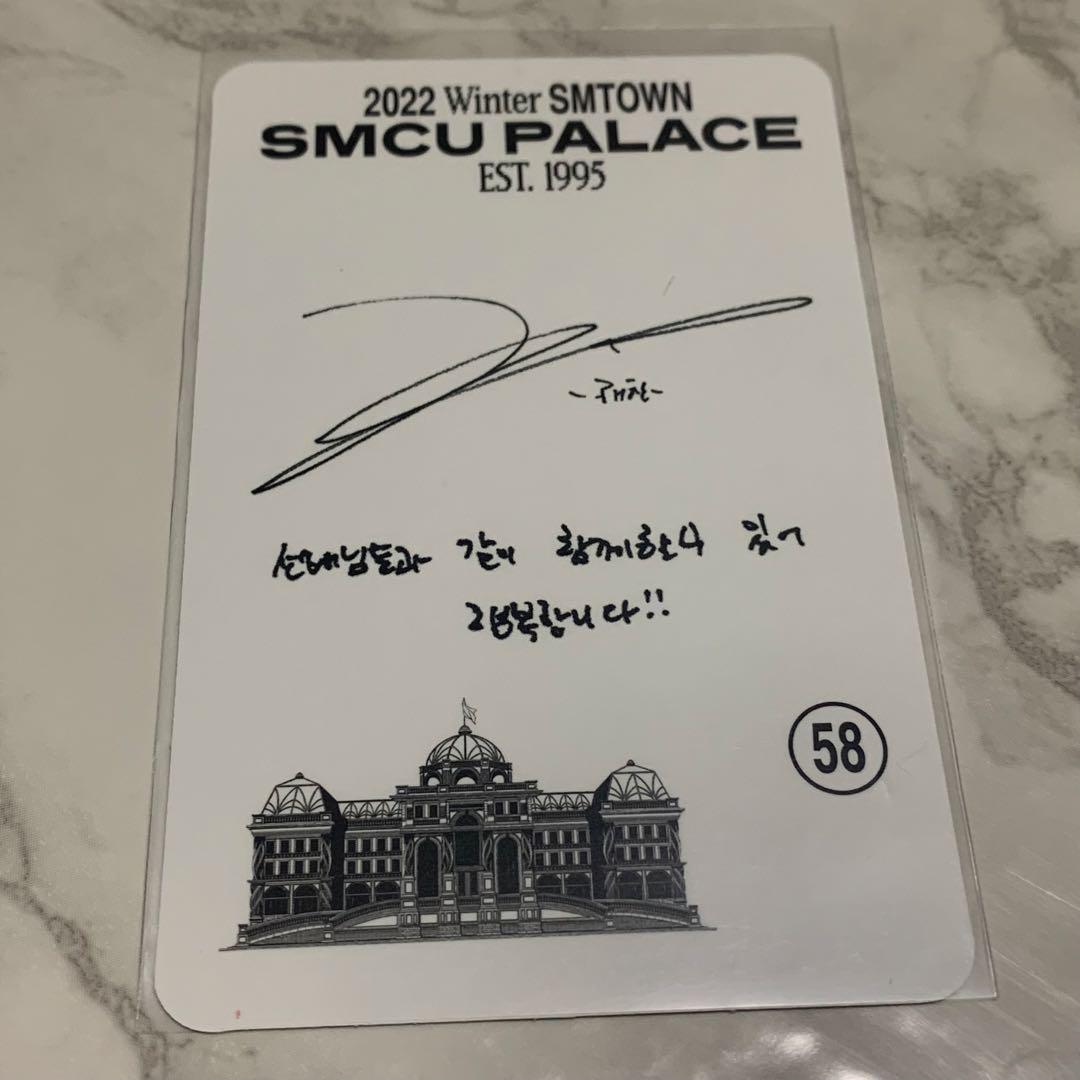 2022 Winter SMTOWN
SMCU PALACE
EST. 1995
선배님들과 같이 함께할 수 있어
행복합니다!!
58